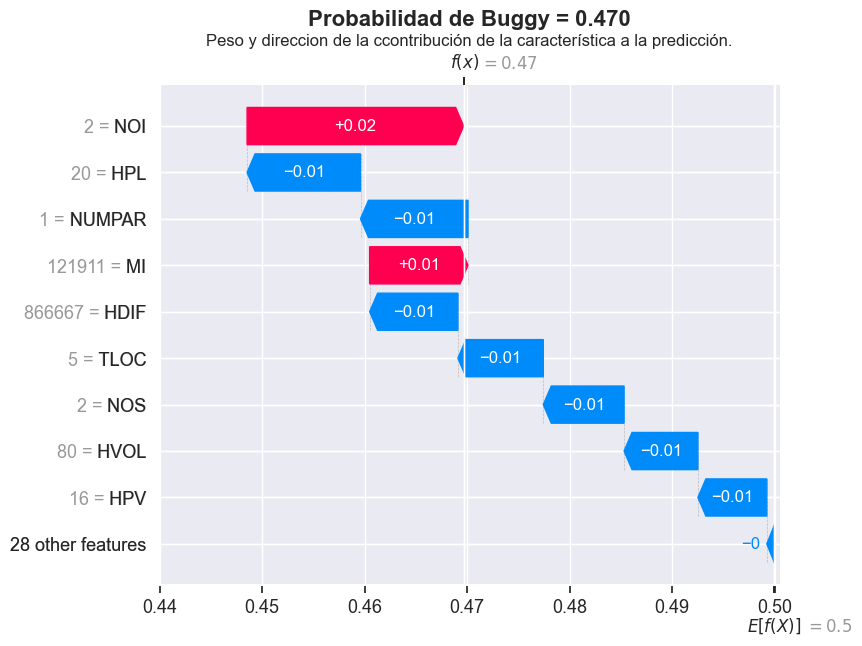 Probabilidad de Buggy = 0.470
Peso y direccion de la ccontribución de la característica a la predicción.
f(x) = 0.47
2 = NOI
+0.02
20 = HPL
−0.01
1 = NUMPAR
−0.01
121911 = MI
+0.01
866667 = HDIF
−0.01
5 = TLOC
−0.01
2 = NOS
−0.01
80 = HVOL
−0.01
16 = HPV
−0.01
28 other features
−0
0.44 0.45 0.46 0.47 0.48 0.49 0.50
E[f(X)] = 0.5